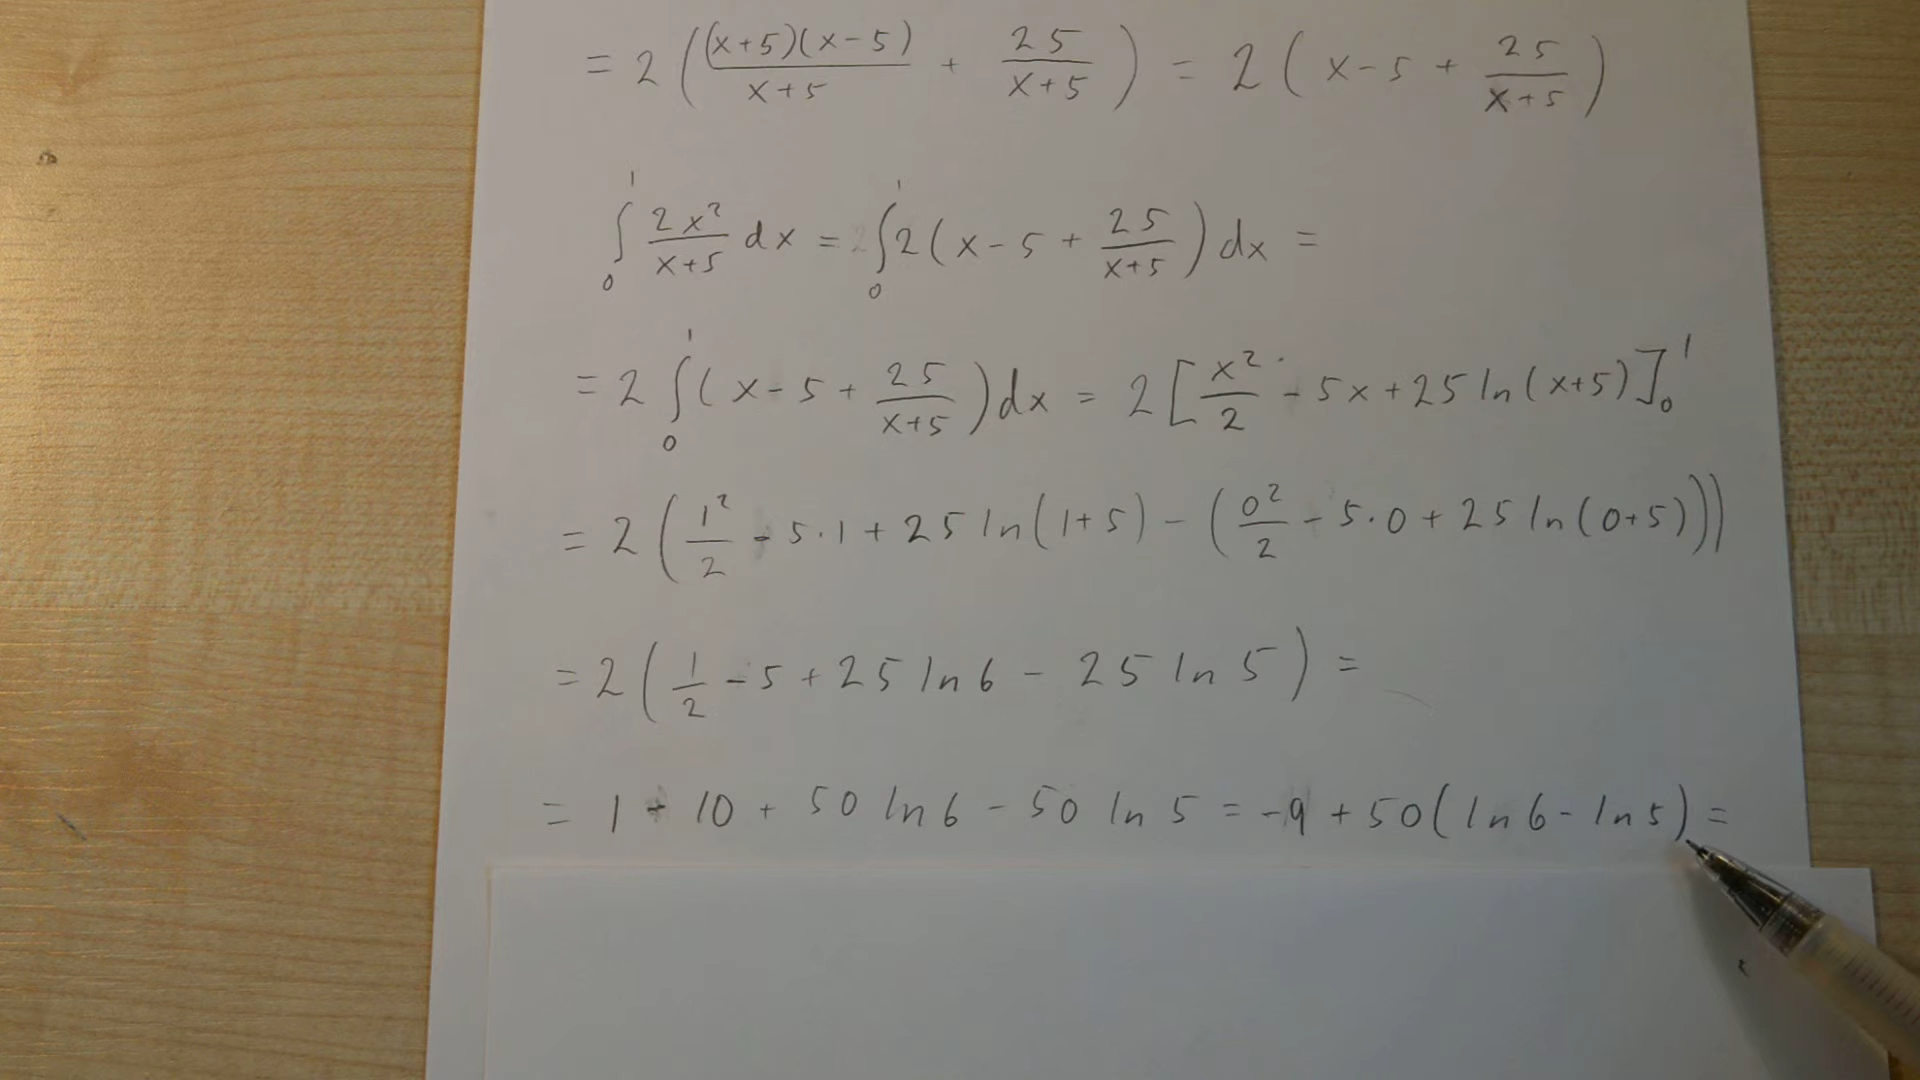 = 2 ( (x+5)(x-5) / x+5 + 25 / x+5 ) = 2 ( x-5 + 25 / x+5 )
∫₀¹ 2x² / x+5 dx = ∫₀¹ 2 ( x-5 + 25 / x+5 ) dx =
= 2 ∫₀¹ ( x-5 + 25 / x+5 ) dx = 2 [ x² / 2 - 5x + 25 ln(x+5) ]₀¹
= 2 ( 1² / 2 - 5·1 + 25 ln(1+5) - ( 0² / 2 - 5·0 + 25 ln(0+5) ) )
= 2 ( 1 / 2 - 5 + 25 ln 6 - 25 ln 5 ) =
= 1 - 10 + 50 ln 6 - 50 ln 5 = -9 + 50 ( ln 6 - ln 5 ) =